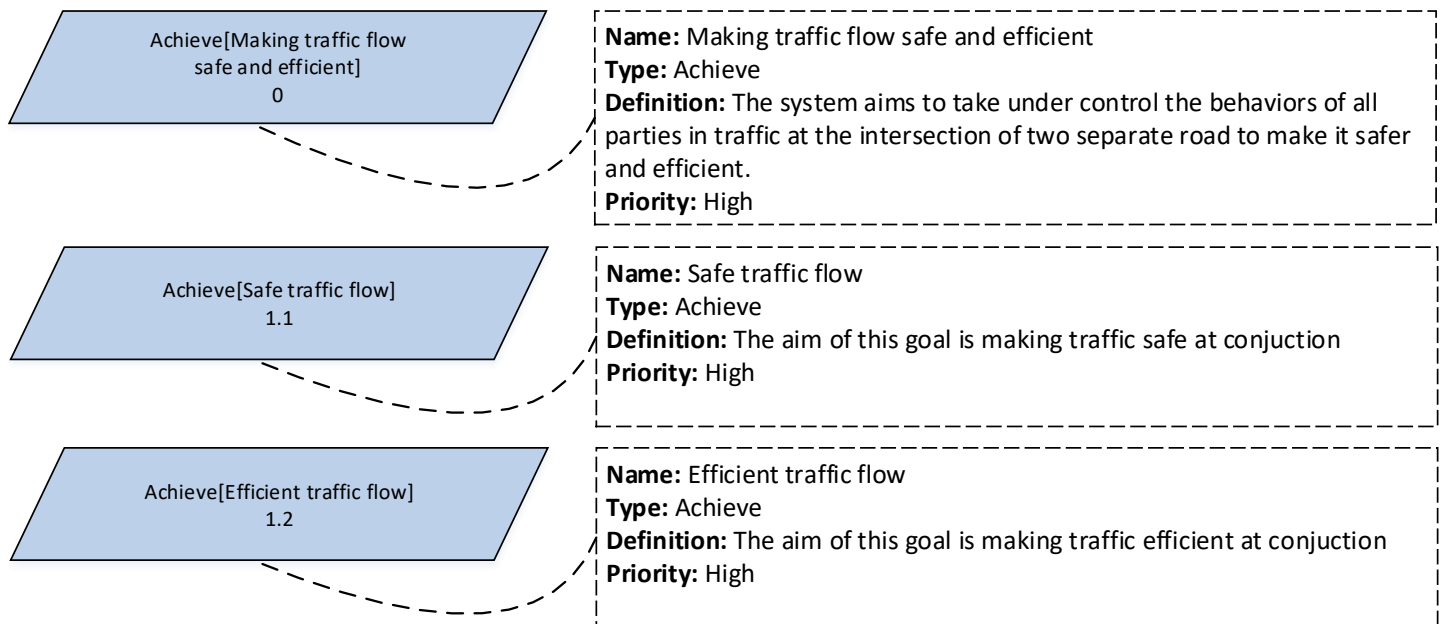 Achieve[Making traffic flow
safe and efficient]
0
Name: Making traffic flow safe and efficient
Type: Achieve
Definition: The system aims to take under control the behaviors of all
parties in traffic at the intersection of two separate road to make it safer
and efficient.
Priority: High
Achieve[Safe traffic flow]
1.1
Name: Safe traffic flow
Type: Achieve
Definition: The aim of this goal is making traffic safe at conjuction
Priority: High
Achieve[Efficient traffic flow]
1.2
Name: Efficient traffic flow
Type: Achieve
Definition: The aim of this goal is making traffic efficient at conjuction
Priority: High